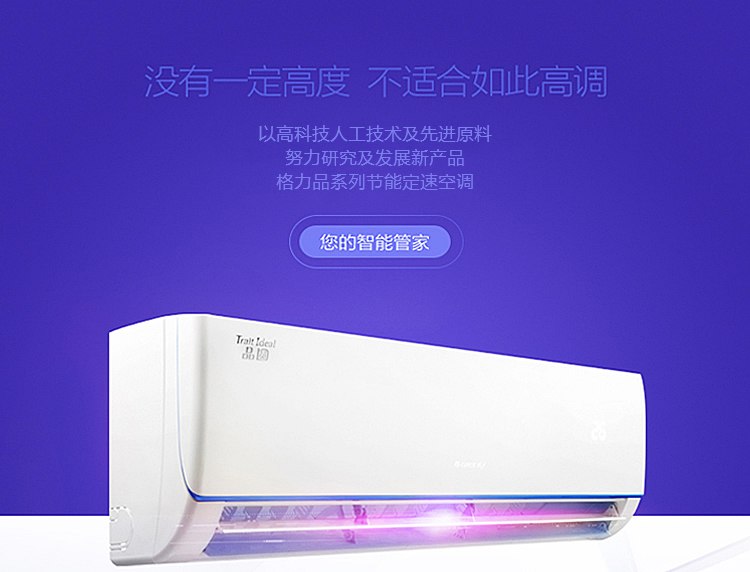 没有一定高度 不适合如此高调
以高科技人工技术及先进原料
努力研究及发展新产品
格力品系列节能定速空调
您的智能管家
Trait Ideal
品圆
26